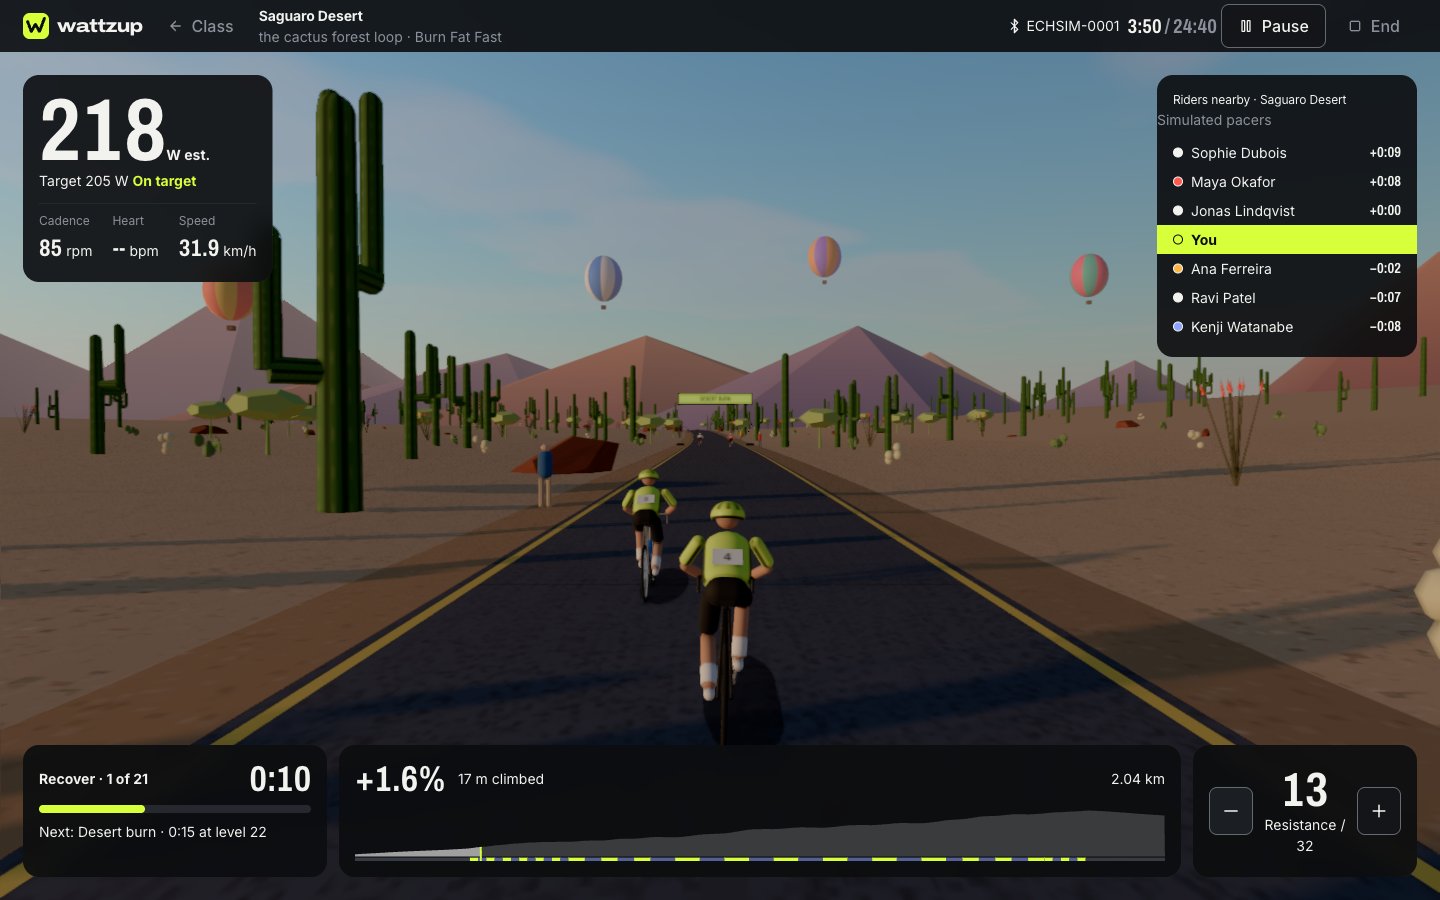 wattzup
Class
Saguaro Desert
the cactus forest loop · Burn Fat Fast
ECHSIM-0001
3:50 / 24:40
Pause
End
218 W est.
Target 205 W On target
Cadence Heart Speed
85 rpm -- bpm 31.9 km/h
Riders nearby · Saguaro Desert
Simulated pacers
Sophie Dubois +0:09
Maya Okafor +0:08
Jonas Lindqvist +0:00
You
Ana Ferreira −0:02
Ravi Patel −0:07
Kenji Watanabe −0:08
4
Recover · 1 of 21 0:10
Next: Desert burn · 0:15 at level 22
+1.6% 17 m climbed 2.04 km
−
13
+
Resistance /
32